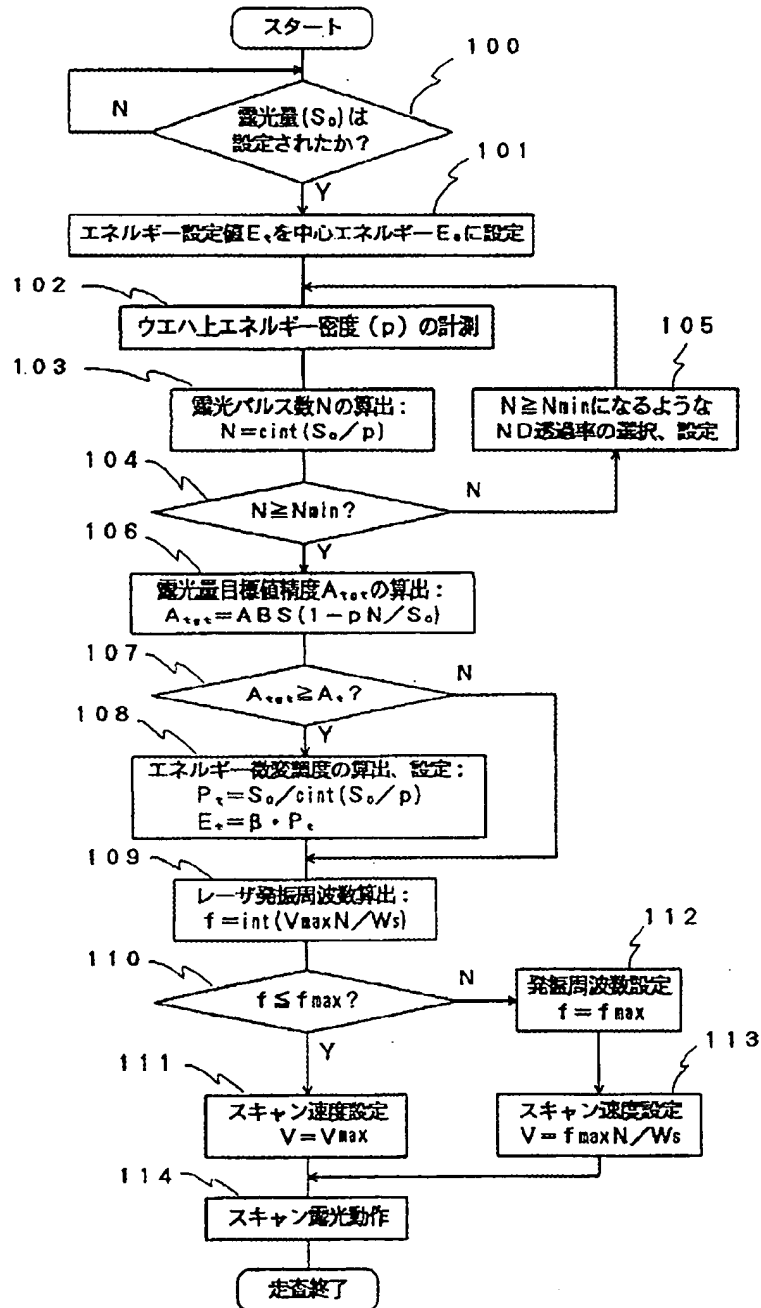 スタート
100
N
露光量(S₀)は
設定されたか?
Y
101
エネルギー設定値Eₜを中心エネルギーE₀に設定
102
ウエハ上エネルギー密度(p)の計測
103
露光パルス数Nの算出:
N=cint(S₀/p)
105
N≧Nminになるような
ND透過率の選択、設定
104
N≧Nmin?
N
Y
106
露光量目標値精度Aₜgₜの算出:
Aₜgₜ=ABS(1-pN/S₀)
107
Aₜgₜ≧Aₜ?
N
Y
108
エネルギー微変調度の算出、設定:
Pₜ=S₀/cint(S₀/p)
Eₜ=β・Pₜ
109
レーザ発振周波数算出:
f=int(VmaxN/Ws)
110
f≦fmax?
N
Y
112
発振周波数設定
f=fmax
111
スキャン速度設定
V=Vmax
113
スキャン速度設定
V=fmaxN/Ws
114
スキャン露光動作
走査終了